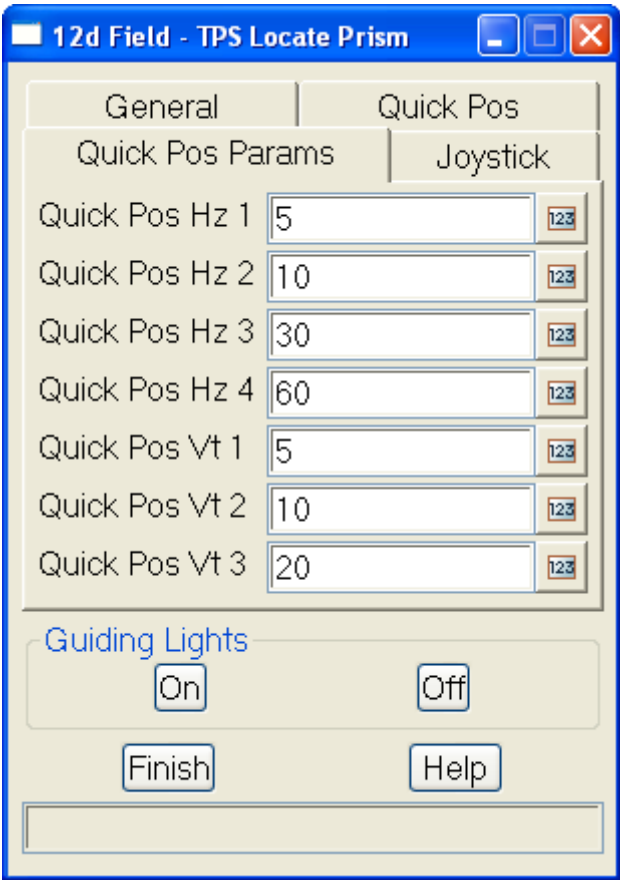 12d Field - TPS Locate Prism
General Quick Pos
Quick Pos Params Joystick
Quick Pos Hz 1 5 123
Quick Pos Hz 2 10 123
Quick Pos Hz 3 30 123
Quick Pos Hz 4 60 123
Quick Pos Vt 1 5 123
Quick Pos Vt 2 10 123
Quick Pos Vt 3 20 123
Guiding Lights
On Off
Finish Help